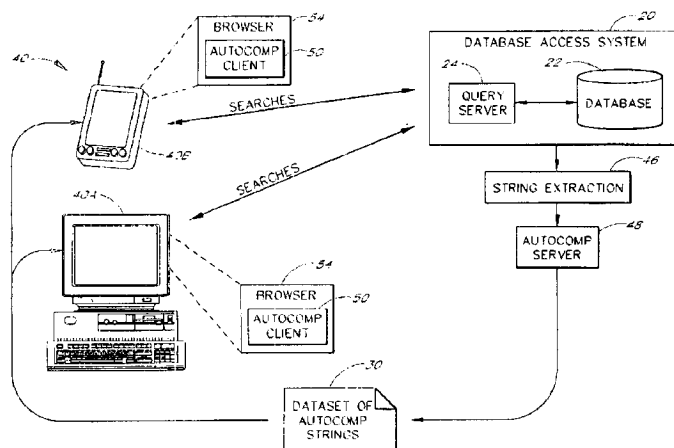 54
BROWSER
50
AUTOCOMP
CLIENT
40
40B
SEARCHES
SEARCHES
20
DATABASE ACCESS SYSTEM
24
22
QUERY
SERVER
DATABASE
46
STRING EXTRACTION
48
AUTOCOMP
SERVER
40A
54
BROWSER
50
AUTOCOMP
CLIENT
30
DATASET OF
AUTOCOMP
STRINGS